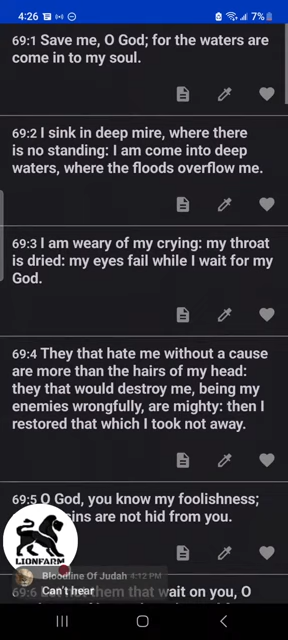 4:26
7%
69:1 Save me, O God; for the waters are
come in to my soul.
69:2 I sink in deep mire, where there
is no standing: I am come into deep
waters, where the floods overflow me.
69:3 I am weary of my crying: my throat
is dried: my eyes fail while I wait for my
God.
69:4 They that hate me without a cause
are more than the hairs of my head:
they that would destroy me, being my
enemies wrongfully, are mighty: then I
restored that which I took not away.
69:5 O God, you know my foolishness;
sins are not hid from you.
LIONFARM
Bloodline Of Judah 4:12 PM
Can't hear
69:6 them that wait on you, O